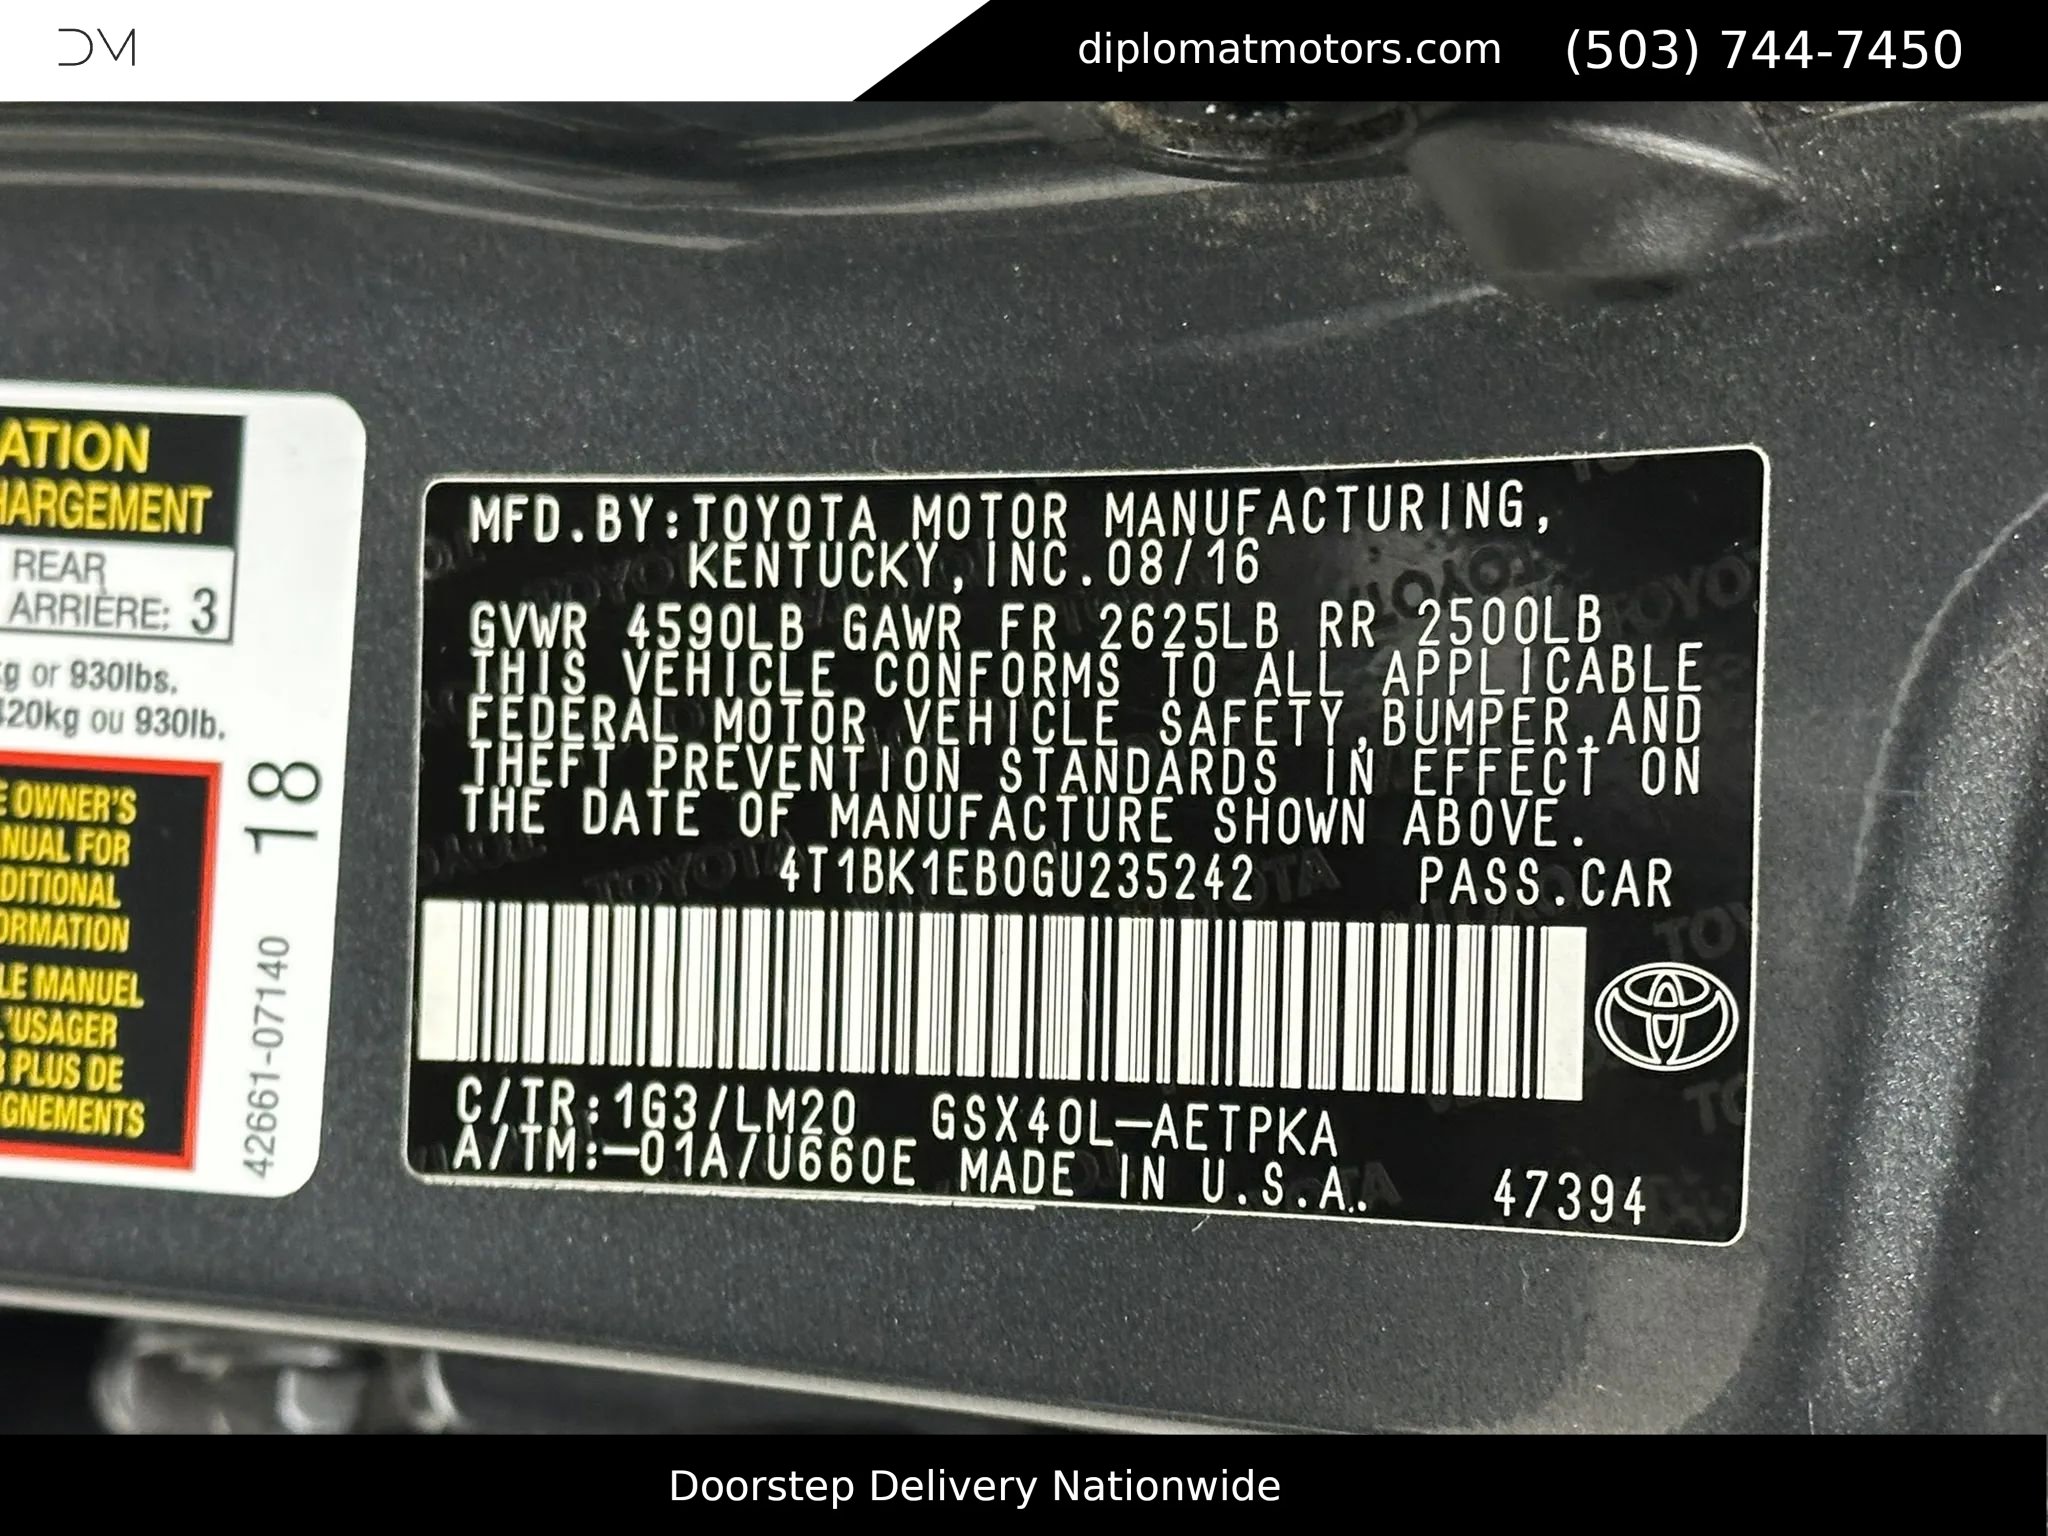 DM
diplomatmotors.com (503) 744-7450
ATION
HARGEMENT
REAR
ARRIÈRE: 3
kg or 930lbs.
420kg ou 930lb.
E OWNER'S
ANUAL FOR
DITIONAL
ORMATION
LE MANUEL
L'USAGER
R PLUS DE
IGNEMENTS
18
42661-07140
MFD.BY:TOYOTA MOTOR MANUFACTURING,
KENTUCKY,INC.08/16
GVWR 4590LB GAWR FR 2625LB RR 2500LB
THIS VEHICLE CONFORMS TO ALL APPLICABLE
FEDERAL MOTOR VEHICLE SAFETY,BUMPER,AND
THEFT PREVENTION STANDARDS IN EFFECT ON
THE DATE OF MANUFACTURE SHOWN ABOVE.
4T1BK1EB0GU235242 PASS.CAR
C/TR:1G3/LM20 GSX40L-AETPKA
A/TM:-01A/U660E MADE IN U.S.A.
47394
Doorstep Delivery Nationwide